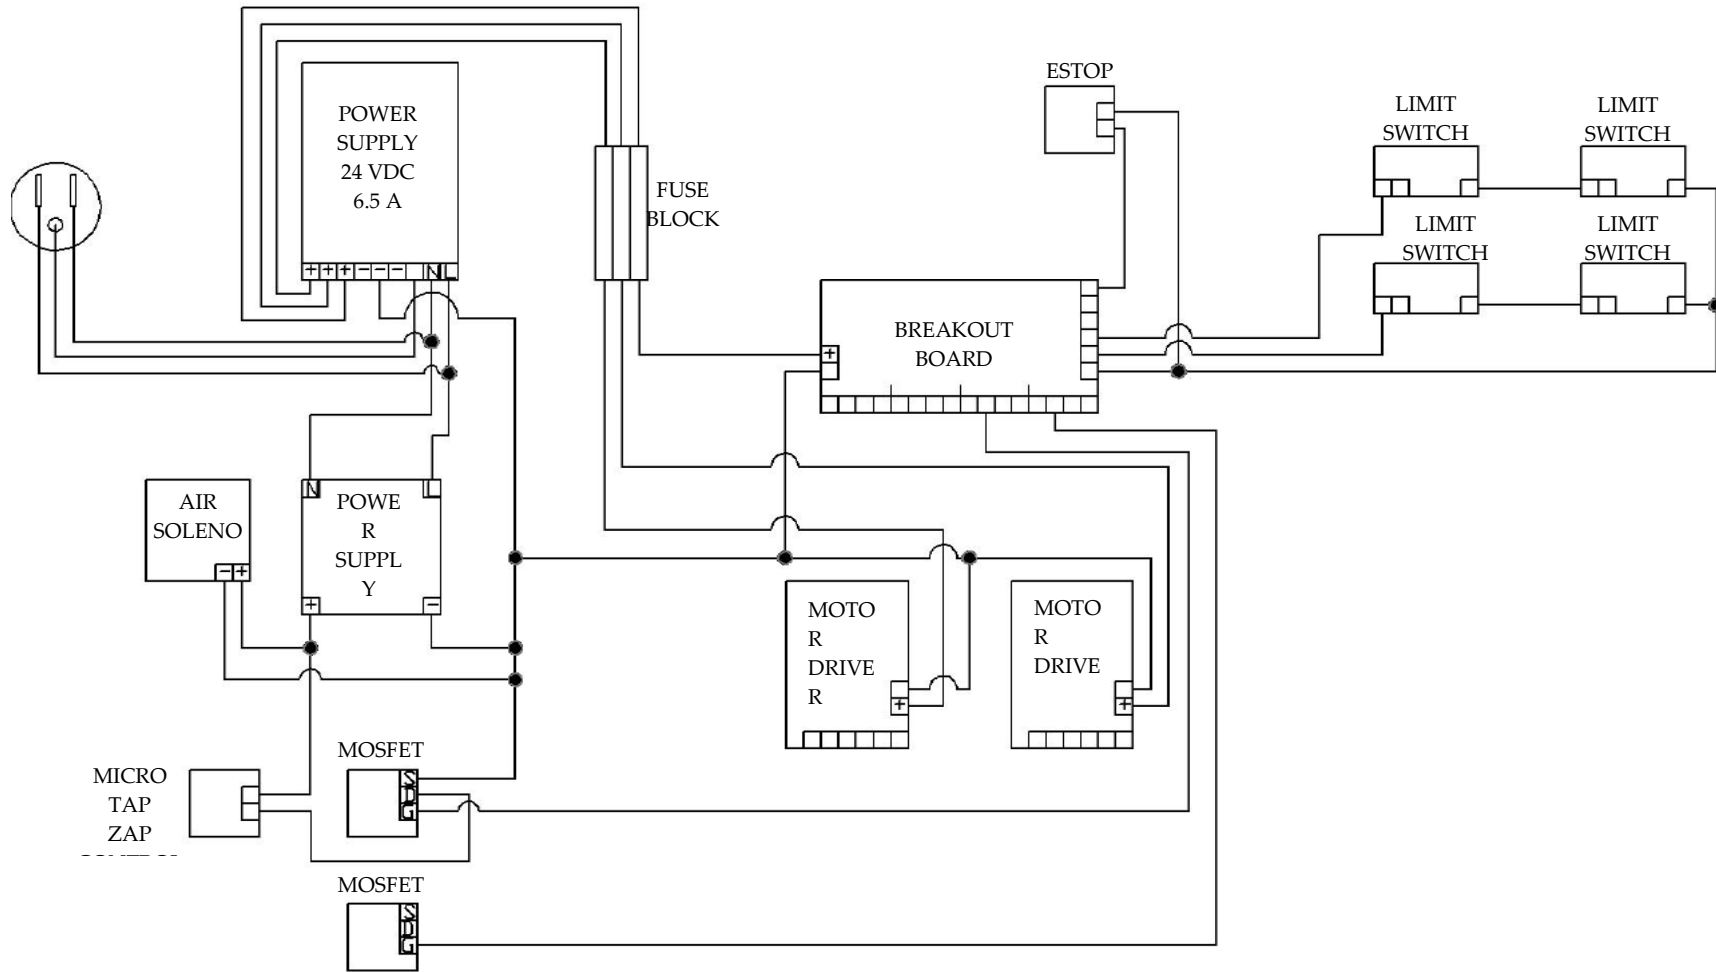 ESTOP
POWER
SUPPLY
24 VDC
6.5 A
LIMIT
SWITCH
LIMIT
SWITCH
FUSE
BLOCK
LIMIT
SWITCH
LIMIT
SWITCH
+ + + − − − N L
BREAKOUT
BOARD
+
N L
AIR
SOLENO
− +
POWE
R
SUPPL
Y
+ −
MOTO
R
DRIVE
R
+
MOTO
R
DRIVE
+
MOSFET
S
D
G
MICRO
TAP
ZAP
MOSFET
S
D
G